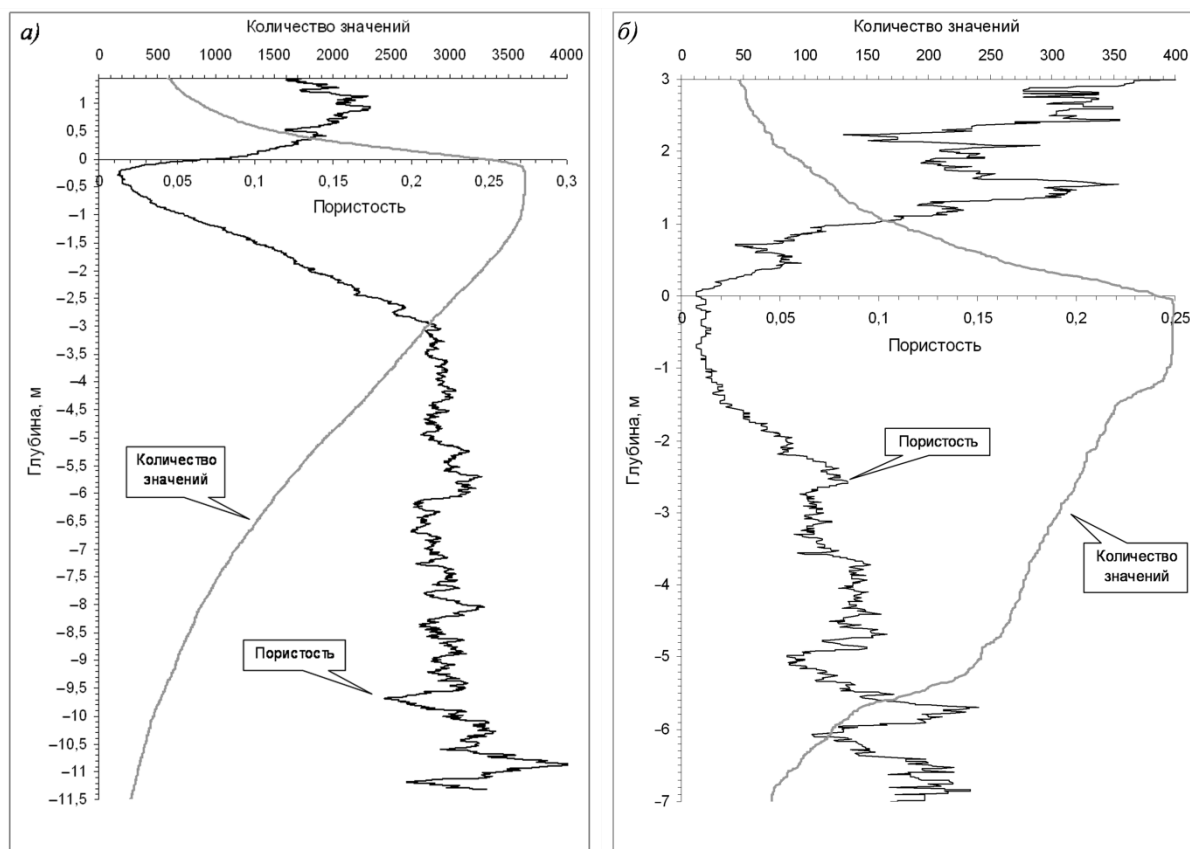 а)
Количество значений
0 500 1000 1500 2000 2500 3000 3500 4000
1
0,5
0
0 0,05 0,1 0,15 0,2 0,25 0,3
Пористость
–0,5
–1
–1,5
–2
–2,5
–3
–3,5
–4
–4,5
–5
–5,5
–6
–6,5
–7
–7,5
–8
–8,5
–9
–9,5
–10
–10,5
–11
–11,5
Глубина, м
Количество
значений
Пористость
б)
Количество значений
0 50 100 150 200 250 300 350 400
3
2
1
0
0 0,05 0,1 0,15 0,2 0,25
Пористость
-1
-2
-3
-4
-5
-6
-7
Глубина, м
Пористость
Количество
значений